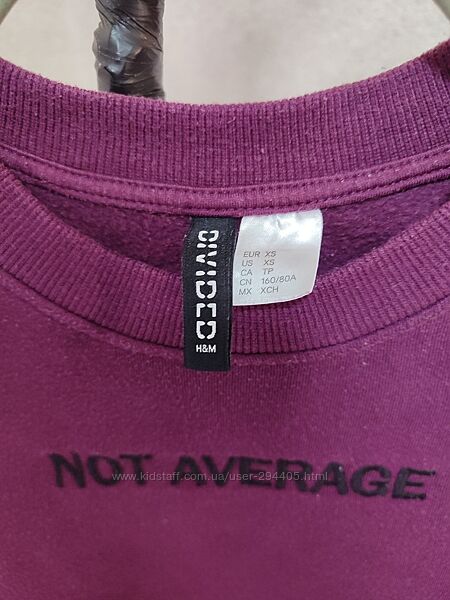 DIVIDED
H&M
EUR XS
US XS
CA TP
CN 160/80A
MX XCH
NOT AVERAGE
www.kidstaff.com.ua/user-294405.html